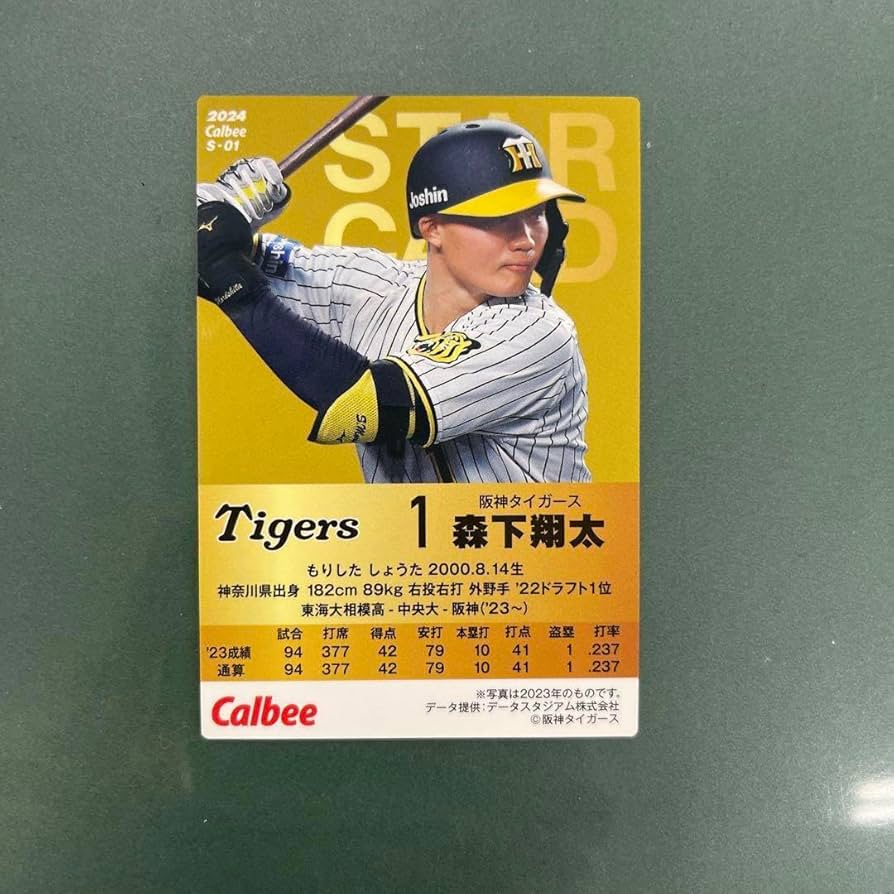 2024
Calbee
S-01
STAR
CARD
Joshin
Tigers
1
阪神タイガース
森下翔太
もりした しょうた 2000.8.14生
神奈川県出身 182cm 89kg 右投右打 外野手 '22ドラフト1位
東海大相模高 - 中央大 - 阪神('23〜)
試合 打席 得点 安打 本塁打 打点 盗塁 打率
'23成績 94 377 42 79 10 41 1 .237
通算 94 377 42 79 10 41 1 .237
Calbee
※写真は2023年のものです。
データ提供:データスタジアム株式会社
©阪神タイガース